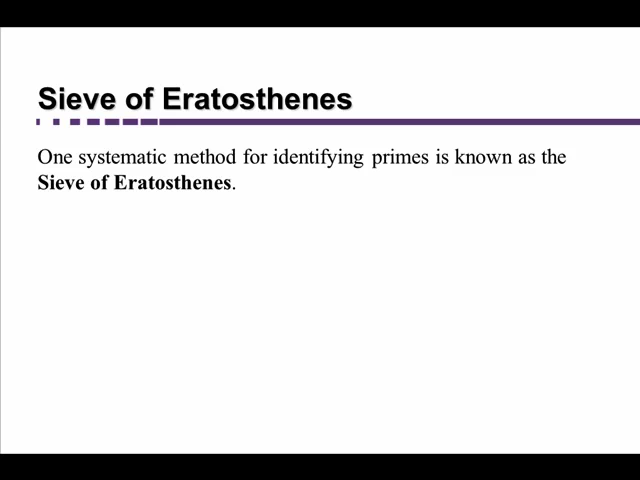 Sieve of Eratosthenes
One systematic method for identifying primes is known as the
Sieve of Eratosthenes.